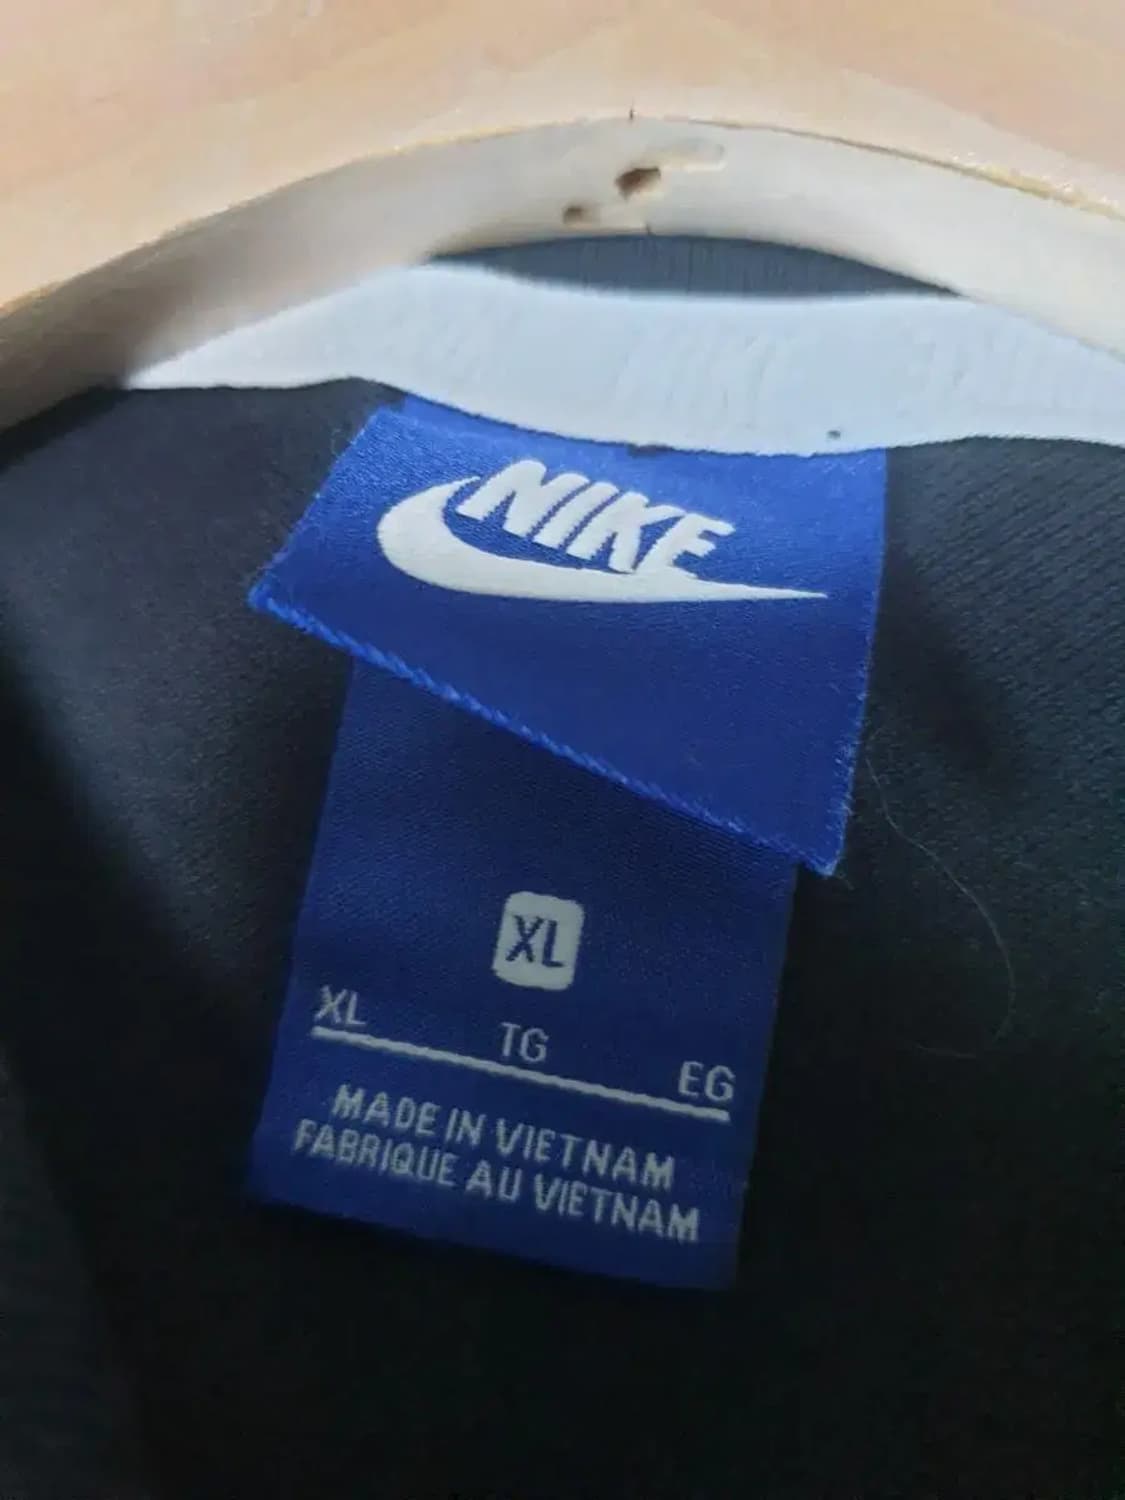 NIKE
XL
XL TG EG
MADE IN VIETNAM
FABRIQUE AU VIETNAM